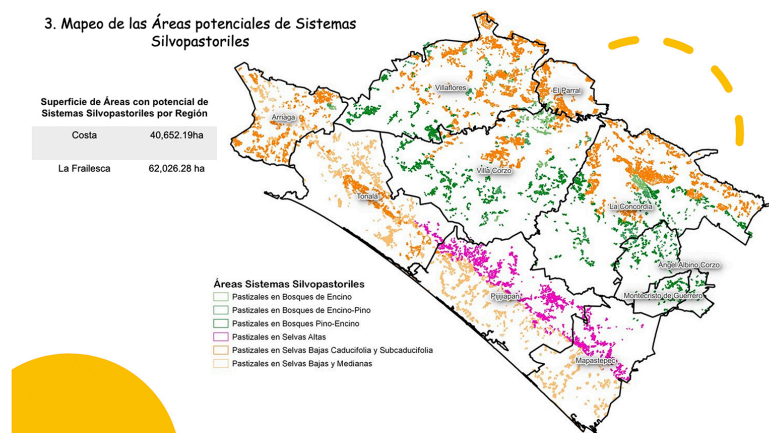 3. Mapeo de las Áreas potenciales de Sistemas
Silvopastoriles
Superficie de Áreas con potencial de
Sistemas Silvopastoriles por Región
Costa 40,652.19ha
La Frailesca 62,026.28 ha
Villaflores
El Parral
Arriaga
Villa Corzo
Tonalá
La Concordia
Ángel Albino Corzo
Montecristo de Guerrero
Pijijiapan
Mapastepec
Áreas Sistemas Silvopastoriles
Pastizales en Bosques de Encino
Pastizales en Bosques de Encino-Pino
Pastizales en Bosques Pino-Encino
Pastizales en Selvas Altas
Pastizales en Selvas Bajas Caducifolia y Subcaducifolia
Pastizales en Selvas Bajas y Medianas